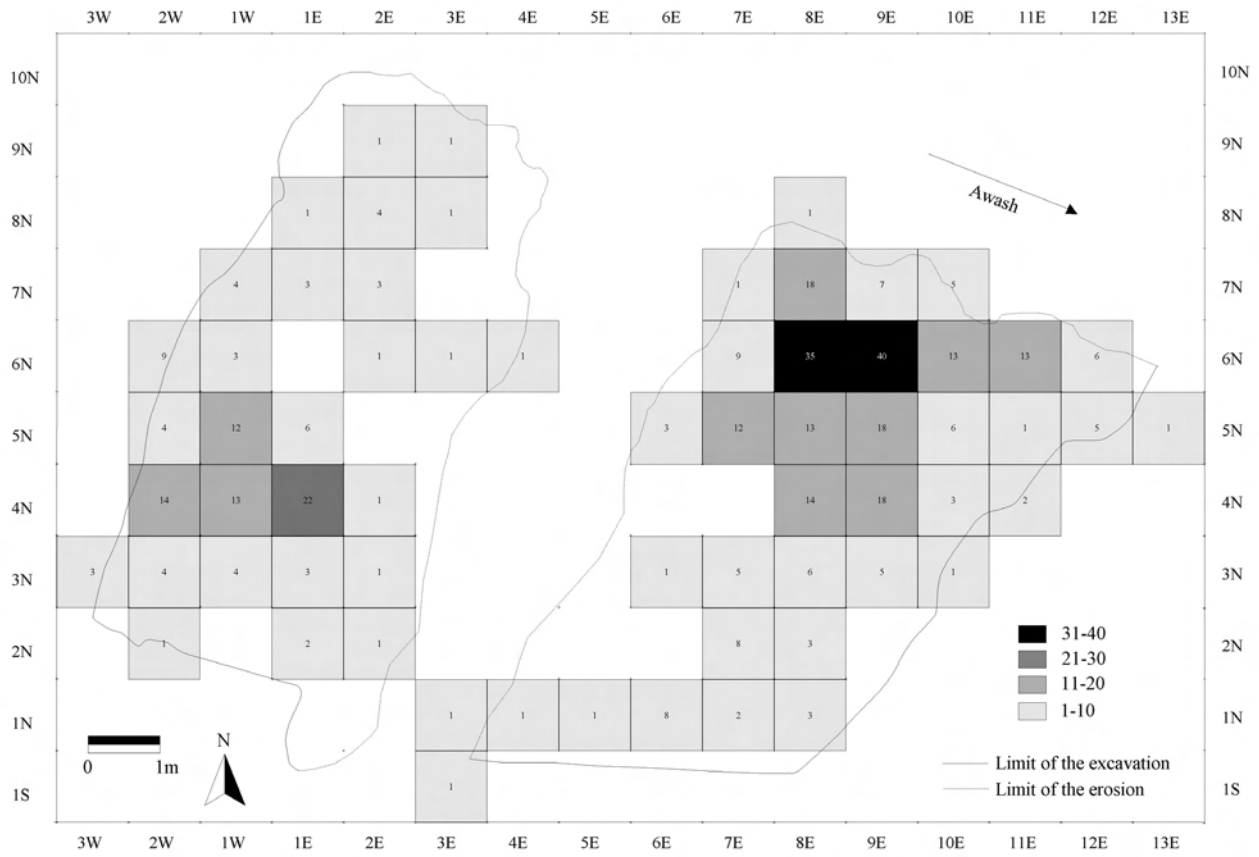 3W 2W 1W 1E 2E 3E 4E 5E 6E 7E 8E 9E 10E 11E 12E 13E
10N 10N
9N 1 1 9N
8N 1 4 1 1 8N
Awash
7N 4 3 3 1 18 7 5 7N
6N 9 3 1 1 1 9 35 40 13 13 6 6N
5N 4 12 6 3 12 13 18 6 1 5 1 5N
4N 14 13 22 1 14 18 3 2 4N
3N 3 4 4 3 1 1 5 6 5 1 3N
31-40
2N 1 2 1 8 3 2N
21-30
11-20
1-10
1N 1 1 1 8 2 3 1N
N
0 1m
Limit of the excavation
1S 1 Limit of the erosion 1S
3W 2W 1W 1E 2E 3E 4E 5E 6E 7E 8E 9E 10E 11E 12E 13E